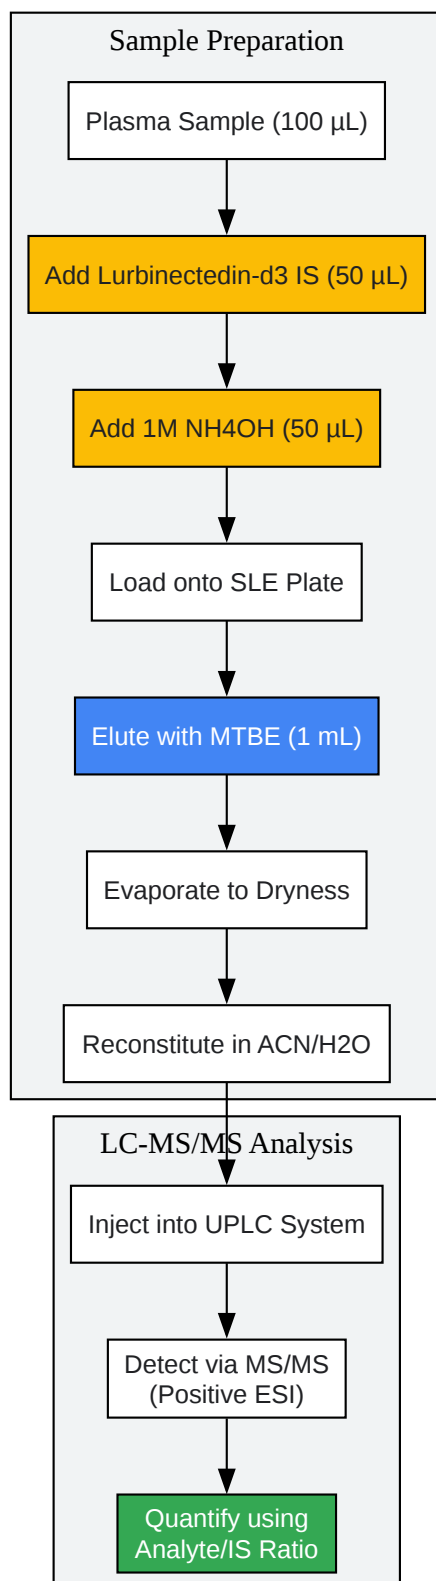 Sample Preparation
Plasma Sample (100 µL)
Add Lurbinectedin-d3 IS (50 µL)
Add 1M NH4OH (50 µL)
Load onto SLE Plate
Elute with MTBE (1 mL)
Evaporate to Dryness
Reconstitute in ACN/H2O
LC-MS/MS Analysis
Inject into UPLC System
Detect via MS/MS
(Positive ESI)
Quantify using
Analyte/IS Ratio